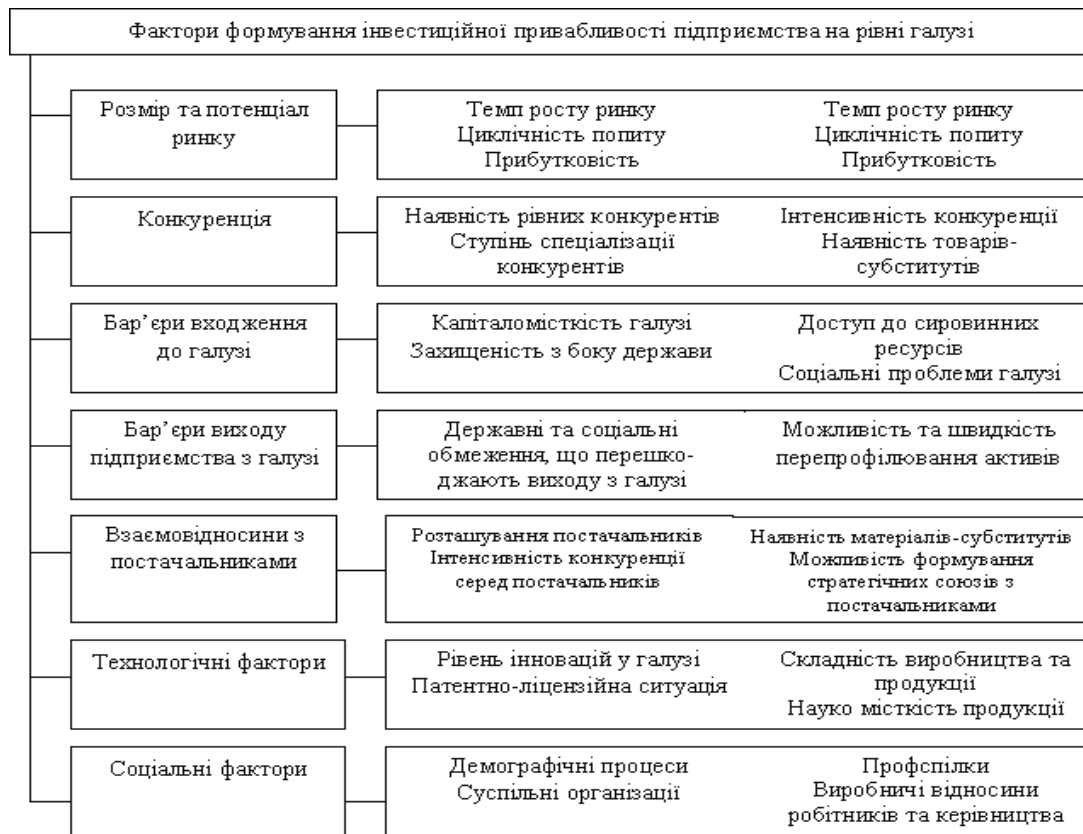 Фактори формування інвестиційної привабливості підприємства на рівні галузі
Розмір та потенціал
ринку
Темп росту ринку
Циклічність попиту
Прибутковість
Темп росту ринку
Циклічність попиту
Прибутковість
Конкуренція
Наявність рівних конкурентів
Ступінь спеціалізації
конкурентів
Інтенсивність конкуренції
Наявність товарів-
субститутів
Бар’єри входження
до галузі
Капіталомісткість галузі
Захищеність з боку держави
Доступ до сировинних
ресурсів
Соціальні проблеми галузі
Бар’єри виходу
підприємства з галузі
Державні та соціальні
обмеження, що перешко-
джають виходу з галузі
Можливість та швидкість
перепрофілювання активів
Взаємовідносини з
постачальниками
Розташування постачальників
Інтенсивність конкуренції
серед постачальників
Наявність матеріалів-субститутів
Можливість формування
стратегічних союзів з
постачальниками
Технологічні фактори
Рівень інновацій у галузі
Патентно-ліцензійна ситуація
Складність виробництва та
продукції
Науко місткість продукції
Соціальні фактори
Демографічні процеси
Суспільні організації
Профспілки
Виробничі відносини
робітників та керівництва